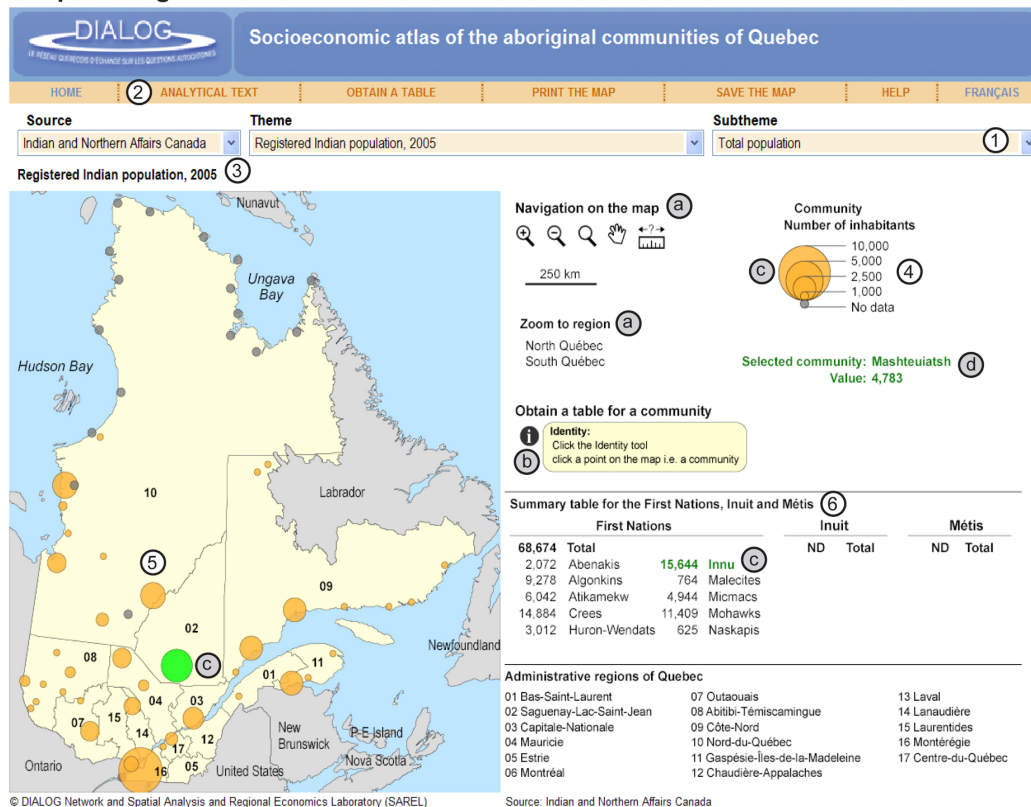 DIALOG
LE RÉSEAU QUÉBÉCOIS D'ÉCHANGE SUR LES QUESTIONS AUTOCHTONES
Socioeconomic atlas of the aboriginal communities of Quebec
HOME 2 ANALYTICAL TEXT OBTAIN A TABLE PRINT THE MAP SAVE THE MAP HELP FRANÇAIS
Source Theme Subtheme
Indian and Northern Affairs Canada Registered Indian population, 2005 Total population 1
Registered Indian population, 2005 3
Nunavut
Ungava
Bay
Hudson Bay
Labrador
10
5
09
02
c
Newfoundland
08
11
01
04
03
07
15
14
12
17
16
05
New
Brunswick
P-E Island
Nova Scotia
Ontario
United States
Navigation on the map a
250 km
Zoom to region a
North Québec
South Québec
Community
Number of inhabitants
10,000
5,000
2,500
1,000
No data
c
4
Selected community: Mashteuiatsh
Value: 4,783
d
Obtain a table for a community
i
b
Identity:
Click the Identity tool
click a point on the map i.e. a community
Summary table for the First Nations, Inuit and Métis 6
First Nations Inuit Métis
68,674 Total ND Total ND Total
2,072 Abenakis 15,644 Innu c
9,278 Algonkins 764 Malecites
6,042 Atikamekw 4,944 Micmacs
14,884 Crees 11,409 Mohawks
3,012 Huron-Wendats 625 Naskapis
Administrative regions of Quebec
01 Bas-Saint-Laurent 07 Outaouais 13 Laval
02 Saguenay-Lac-Saint-Jean 08 Abitibi-Témiscamingue 14 Lanaudière
03 Capitale-Nationale 09 Côte-Nord 15 Laurentides
04 Mauricie 10 Nord-du-Québec 16 Montérégie
05 Estrie 11 Gaspésie-Îles-de-la-Madeleine 17 Centre-du-Québec
06 Montréal 12 Chaudière-Appalaches
© DIALOG Network and Spatial Analysis and Regional Economics Laboratory (SAREL) Source: Indian and Northern Affairs Canada